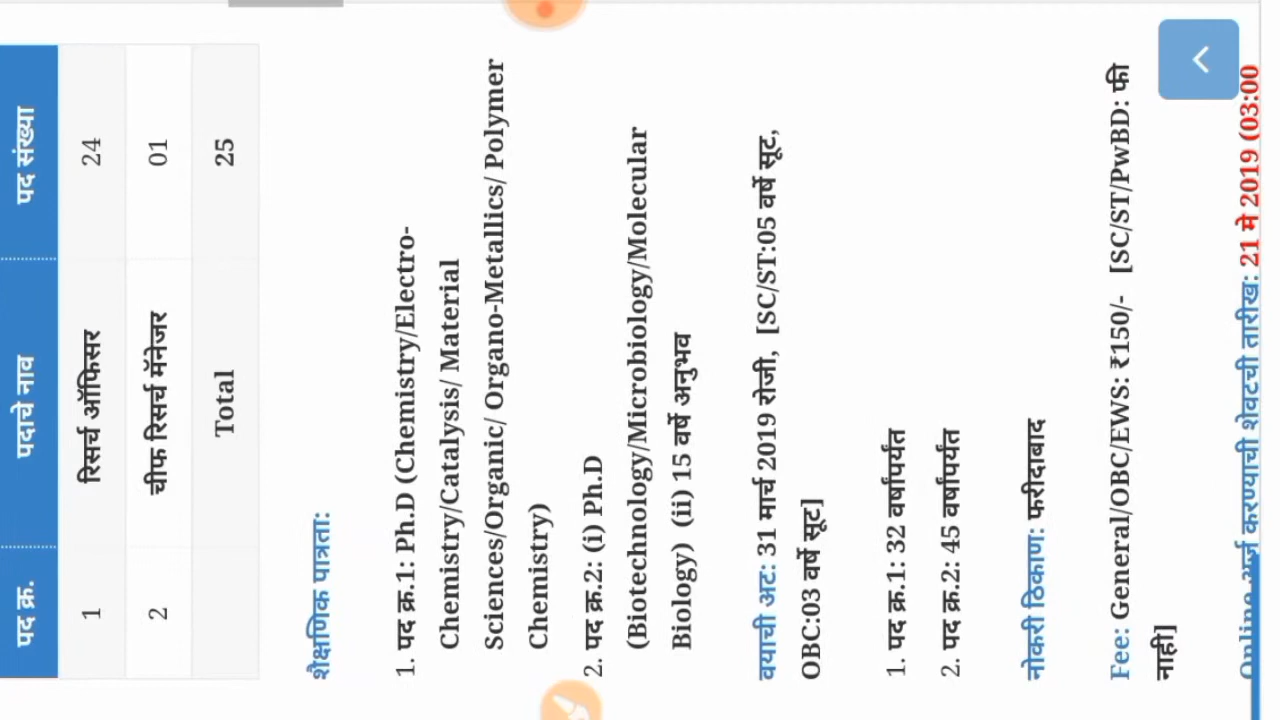 पद क्र. पदाचे नाव पद संख्या
1 रिसर्च ऑफिसर 24
2 चीफ रिसर्च मॅनेजर 01
Total 25
शैक्षणिक पात्रता:
1. पद क्र.1: Ph.D (Chemistry/Electro-
Chemistry/Catalysis/ Material
Sciences/Organic/ Organo-Metallics/ Polymer
Chemistry)
2. पद क्र.2: (i) Ph.D
(Biotechnology/Microbiology/Molecular
Biology) (ii) 15 वर्षे अनुभव
वयाची अट: 31 मार्च 2019 रोजी, [SC/ST:05 वर्षे सूट,
OBC:03 वर्षे सूट]
1. पद क्र.1: 32 वर्षांपर्यंत
2. पद क्र.2: 45 वर्षांपर्यंत
नोकरी ठिकाण: फरीदाबाद
Fee: General/OBC/EWS: ₹150/- [SC/ST/PwBD: फी
नाही]
Online अर्ज करण्याची शेवटची तारीख: 21 मे 2019 (03:00